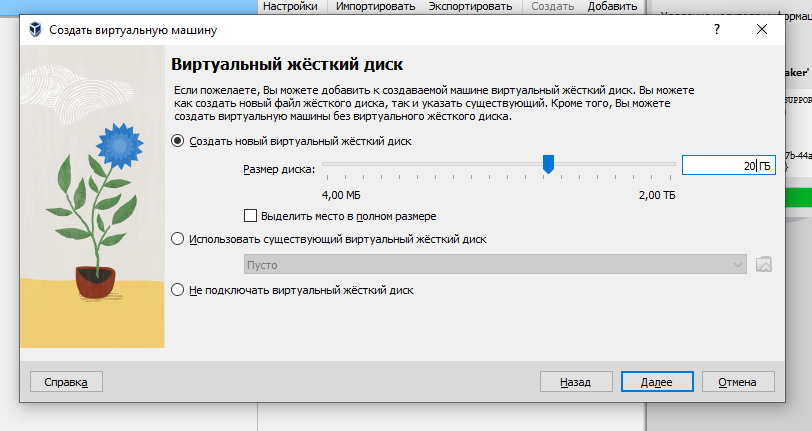 Настройки Импортировать Экспортировать Создать Добавить
Создать виртуальную машину
Виртуальный жёсткий диск
Если пожелаете, Вы можете добавить к создаваемой машине виртуальный жёсткий диск. Вы можете
как создать новый файл жёсткого диска, так и указать существующий. Кроме того, Вы можете
создать виртуальную машины без виртуального жёсткого диска.
Создать новый виртуальный жёсткий диск
Размер диска: 20 ГБ
4,00 МБ 2,00 ТБ
Выделить место в полном размере
Использовать существующий виртуальный жёсткий диск
Пусто
Не подключать виртуальный жёсткий диск
Справка Назад Далее Отмена
aker'
SUPPOR
7b-44a
}